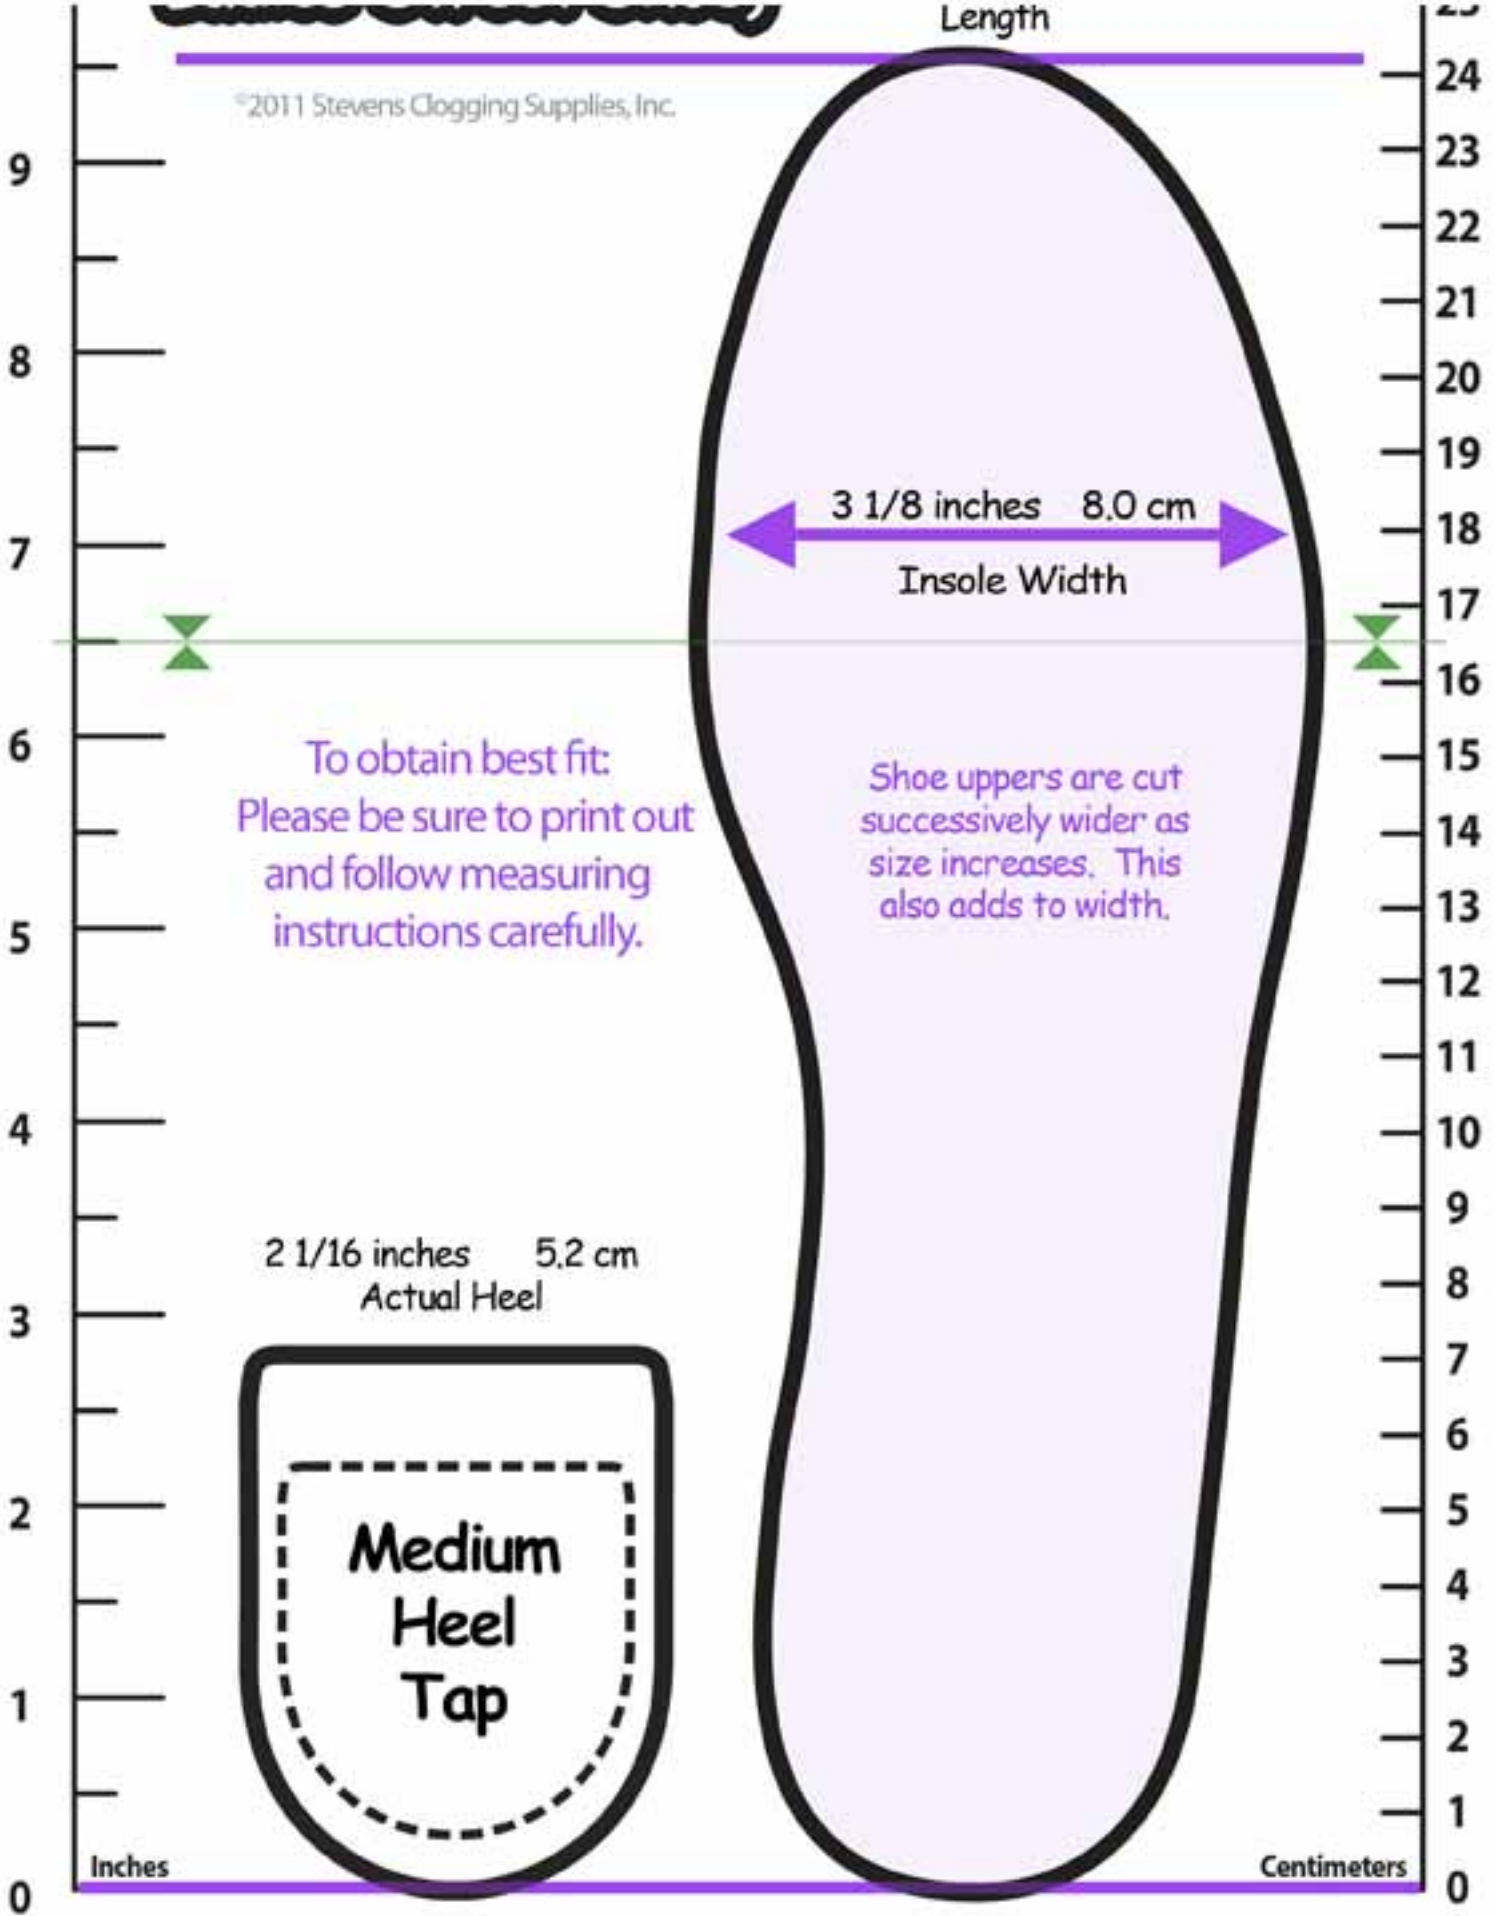 Length
©2011 Stevens Clogging Supplies, Inc.
3 1/8 inches 8.0 cm
Insole Width
To obtain best fit:
Please be sure to print out
and follow measuring
instructions carefully.
Shoe uppers are cut
successively wider as
size increases. This
also adds to width.
2 1/16 inches 5.2 cm
Actual Heel
Medium
Heel
Tap
Inches
Centimeters
9
8
7
6
5
4
3
2
1
0
24
23
22
21
20
19
18
17
16
15
14
13
12
11
10
9
8
7
6
5
4
3
2
1
0